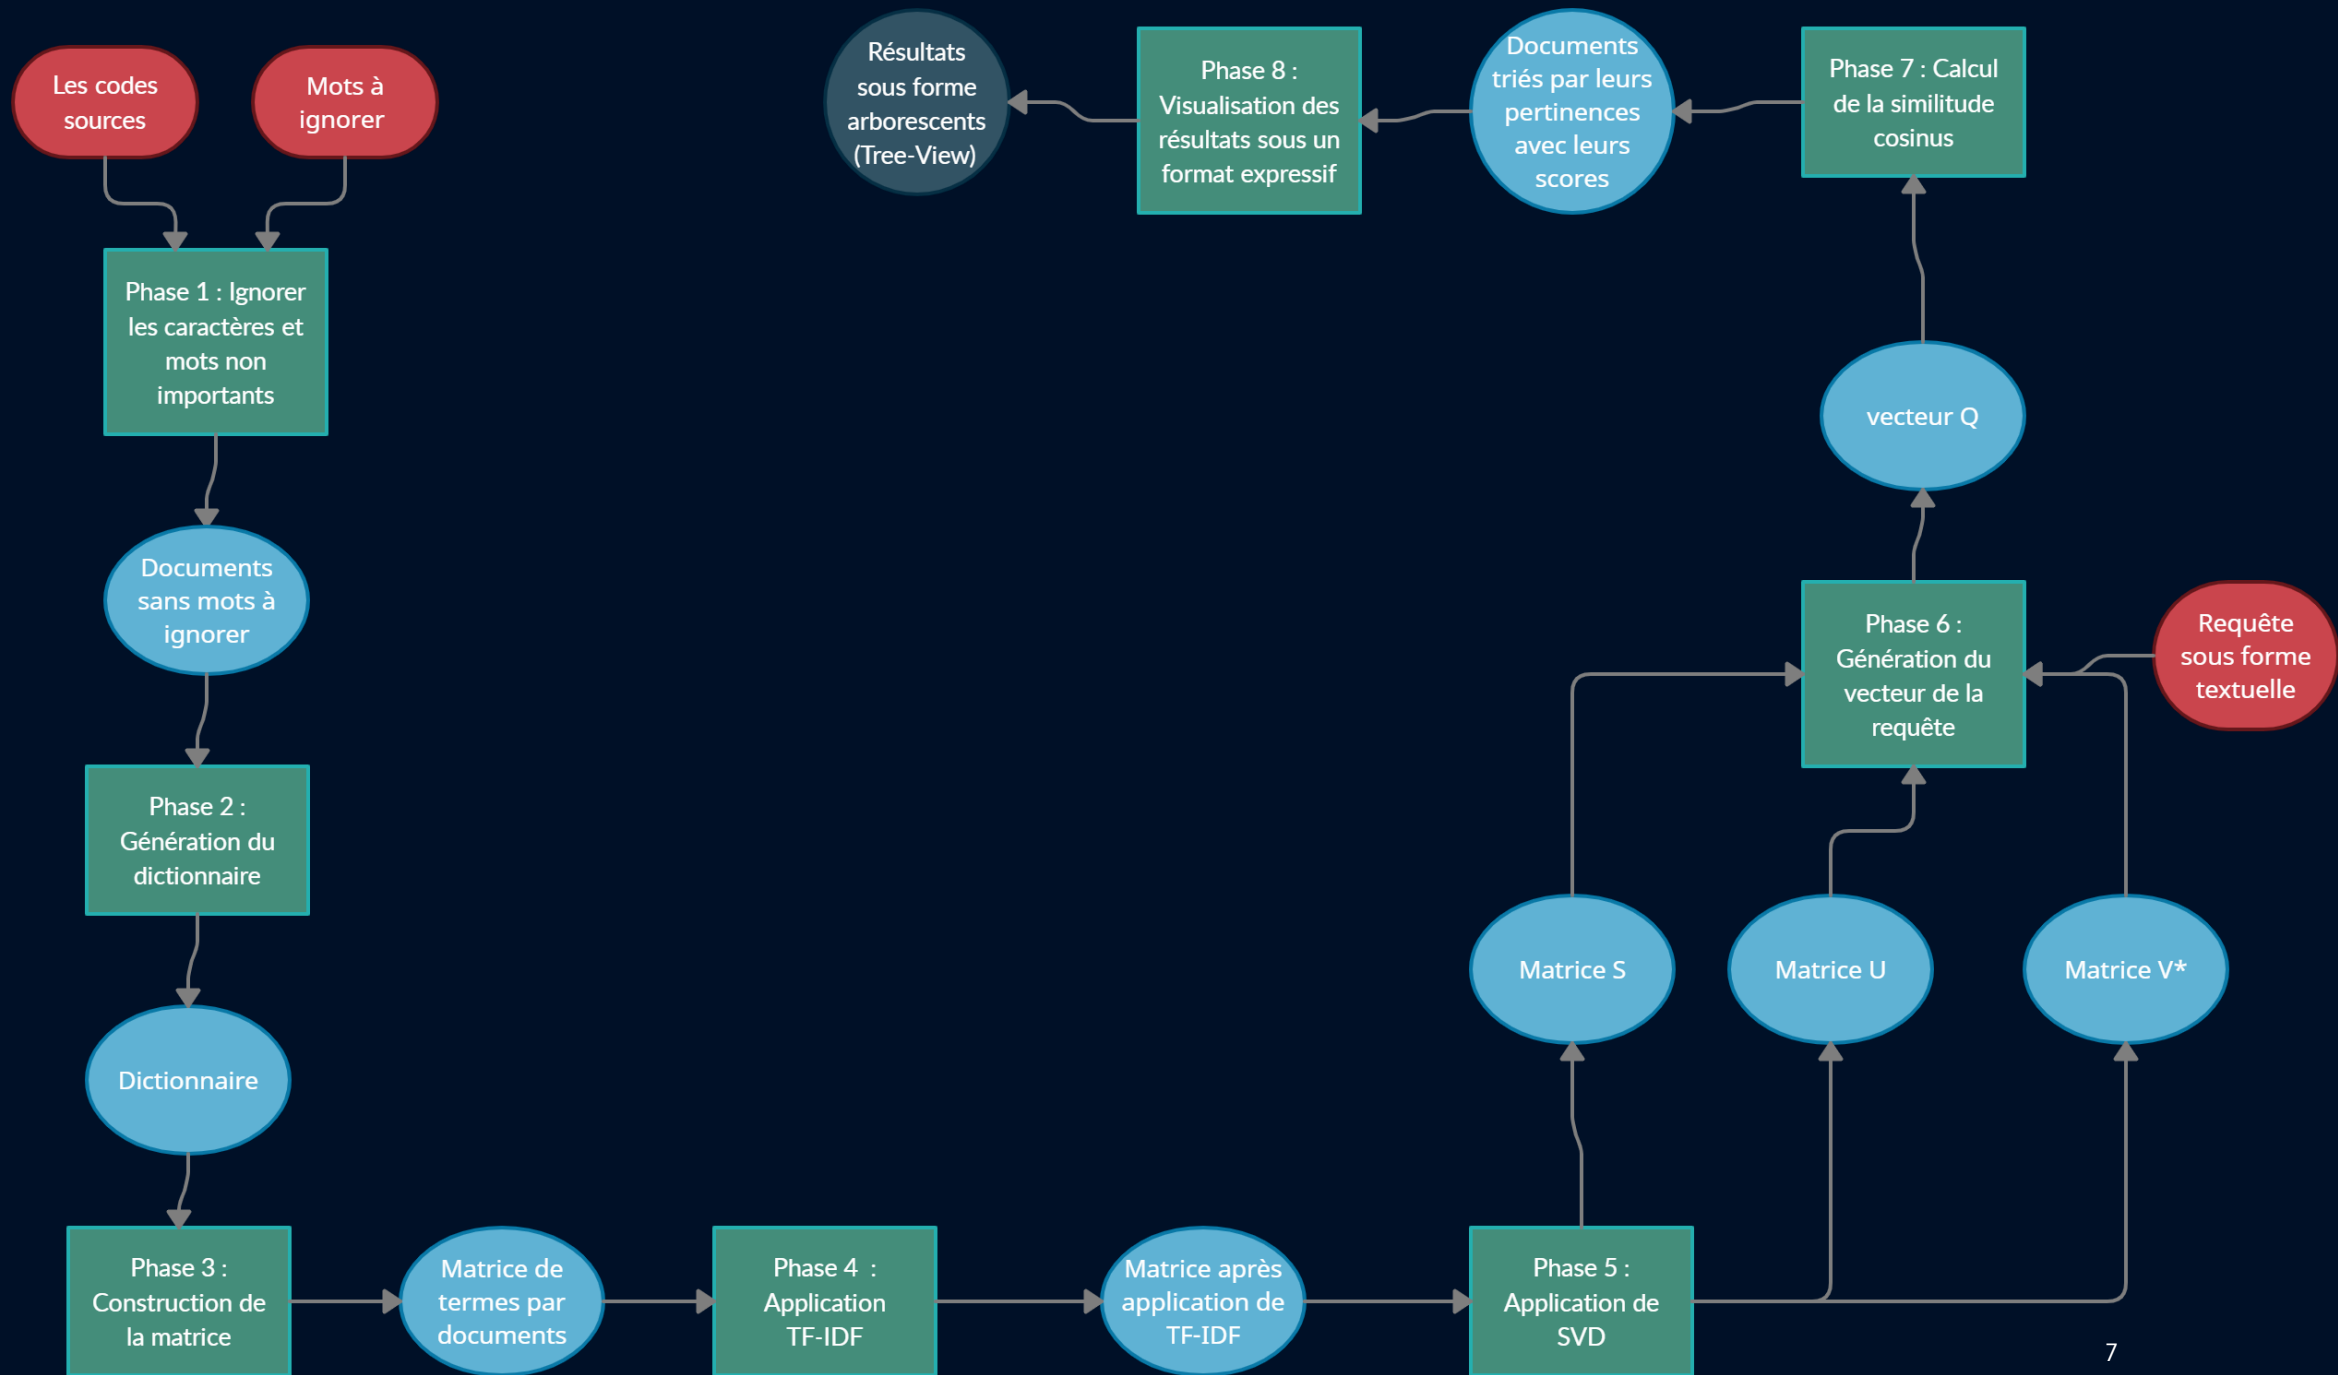 Les codes
sources
Mots à
ignorer
Phase 1 : Ignorer
les caractères et
mots non
importants
Documents
sans mots à
ignorer
Phase 2 :
Génération du
dictionnaire
Dictionnaire
Phase 3 :
Construction de
la matrice
Matrice de
termes par
documents
Phase 4  :
Application
TF-IDF
Matrice après
application de
TF-IDF
Phase 5 :
Application de
SVD
Matrice S
Matrice U
Matrice V*
Requête
sous forme
textuelle
Phase 6 :
Génération du
vecteur de la
requête
vecteur Q
Phase 7 : Calcul
de la similitude
cosinus
Documents
triés par leurs
pertinences
avec leurs
scores
Phase 8 :
Visualisation des
résultats sous un
format expressif
Résultats
sous forme
arborescents
(Tree-View)
7